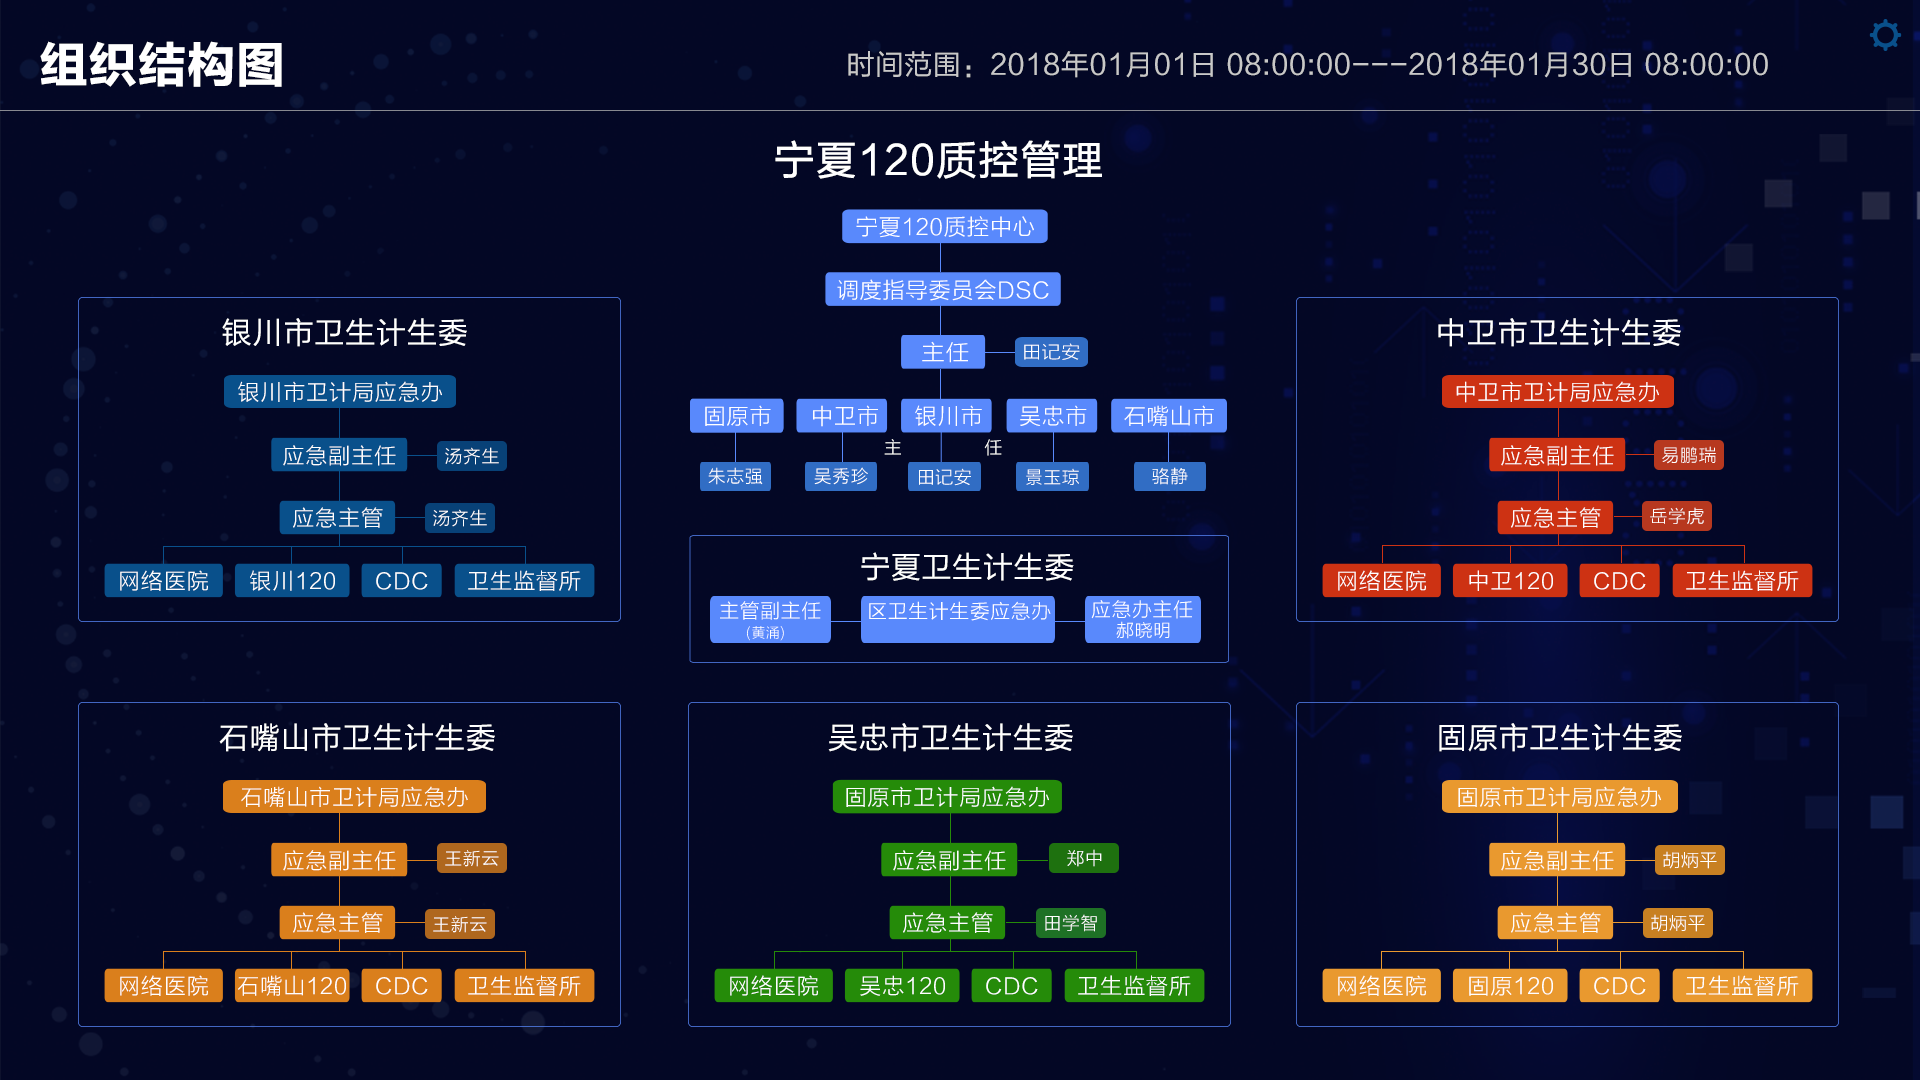 组织结构图
时间范围：2018年01月01日 08:00:00---2018年01月30日 08:00:00
宁夏120质控管理
宁夏120质控中心
调度指导委员会DSC
主任
田记安
固原市
中卫市
银川市
吴忠市
石嘴山市
主
任
朱志强
吴秀珍
田记安
景玉琼
骆静
银川市卫生计生委
银川市卫计局应急办
应急副主任
汤齐生
应急主管
汤齐生
网络医院
银川120
CDC
卫生监督所
宁夏卫生计生委
主管副主任
(黄涌)
区卫生计生委应急办
应急办主任
郝晓明
中卫市卫生计生委
中卫市卫计局应急办
应急副主任
易鹏瑞
应急主管
岳学虎
网络医院
中卫120
CDC
卫生监督所
石嘴山市卫生计生委
石嘴山市卫计局应急办
应急副主任
王新云
应急主管
王新云
网络医院
石嘴山120
CDC
卫生监督所
吴忠市卫生计生委
固原市卫计局应急办
应急副主任
郑中
应急主管
田学智
网络医院
吴忠120
CDC
卫生监督所
固原市卫生计生委
固原市卫计局应急办
应急副主任
胡炳平
应急主管
胡炳平
网络医院
固原120
CDC
卫生监督所